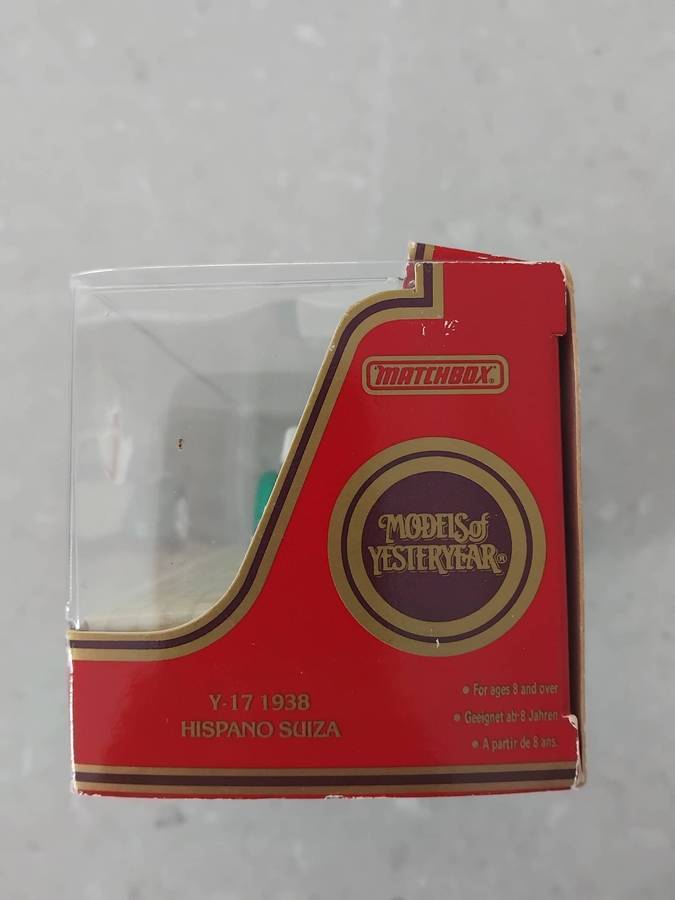 MATCHBOX®
MODELS of
YESTERYEAR®
Y-17 1938
HISPANO SUIZA
• For ages 8 and over
• Geeignet ab 8 Jahren
• A partir de 8 ans.